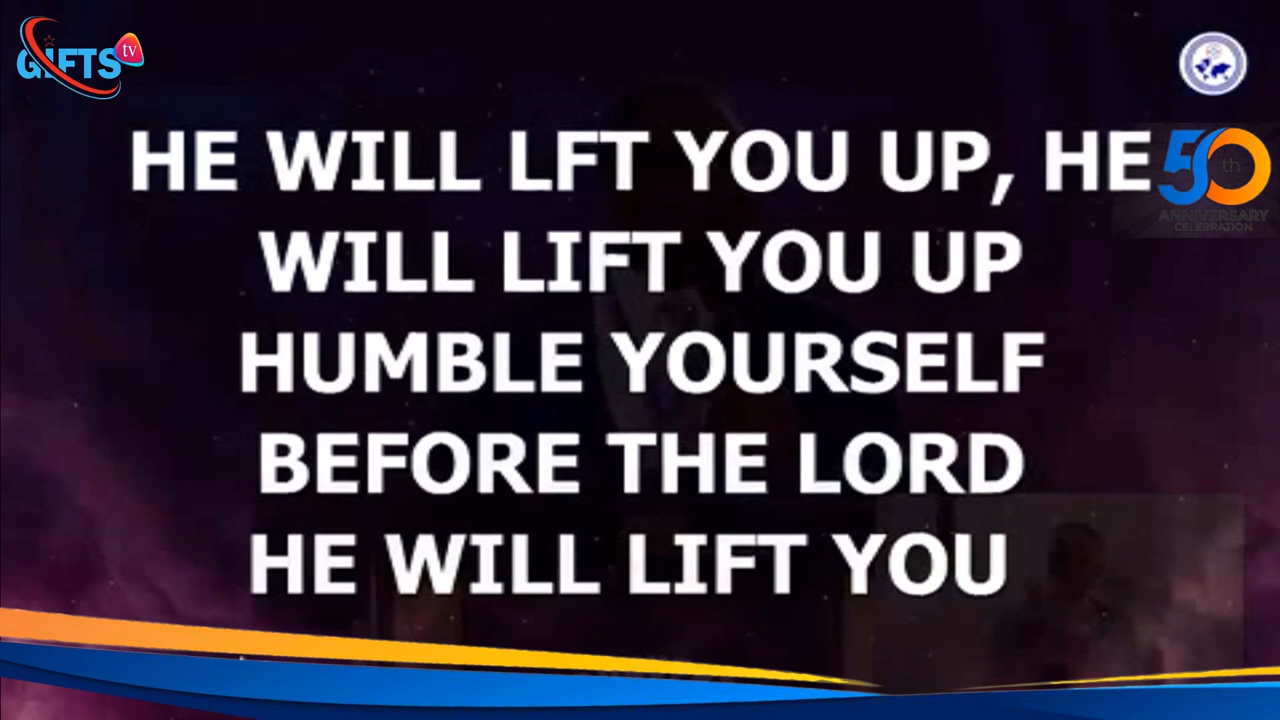 GIFTS tv
HE WILL LFT YOU UP, HE
WILL LIFT YOU UP
HUMBLE YOURSELF
BEFORE THE LORD
HE WILL LIFT YOU
50th
ANNIVERSARY
CELEBRATION